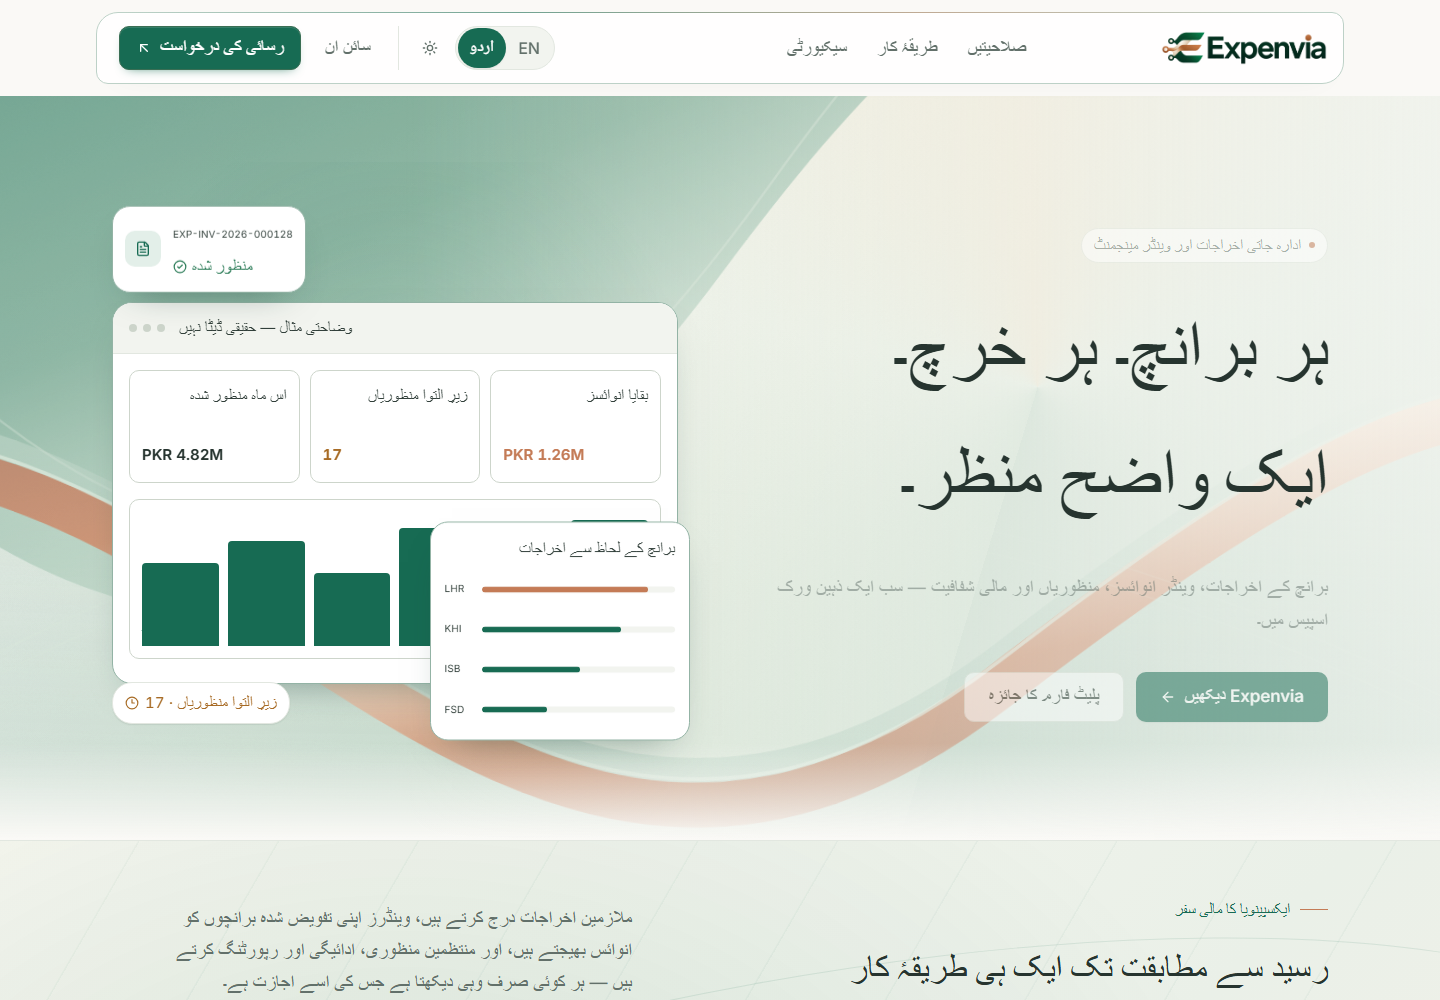 Expenvia
صلاحیتیں
طریقۂ کار
سیکیورٹی
EN
اردو
سائن ان
رسائی کی درخواست
ادارہ جاتی اخراجات اور وینڈر مینجمنٹ
ہر برانچ۔ ہر خرچ۔
ایک واضح منظر۔
برانچ کے اخراجات، وینڈر انوائسز، منظوریاں اور مالی شفافیت — سب ایک ذہین ورک
اسپیس میں۔
Expenvia دیکھیں
پلیٹ فارم کا جائزہ
EXP-INV-2026-000128
منظور شدہ
وضاحتی مثال — حقیقی ڈیٹا نہیں
بقایا انوائسز
PKR 1.26M
زیرِ التوا منظوریاں
17
اس ماہ منظور شدہ
PKR 4.82M
برانچ کے لحاظ سے اخراجات
LHR
KHI
ISB
FSD
زیرِ التوا منظوریاں · 17
ایکسپینویا کا مالی سفر
رسید سے مطابقت تک ایک ہی طریقۂ کار
ملازمین اخراجات درج کرتے ہیں، وینڈرز اپنی تفویض شدہ برانچوں کو
انوائس بھیجتے ہیں، اور منتظمین منظوری، ادائیگی اور رپورٹنگ کرتے
ہیں — ہر کوئی صرف وہی دیکھتا ہے جس کی اسے اجازت ہے۔